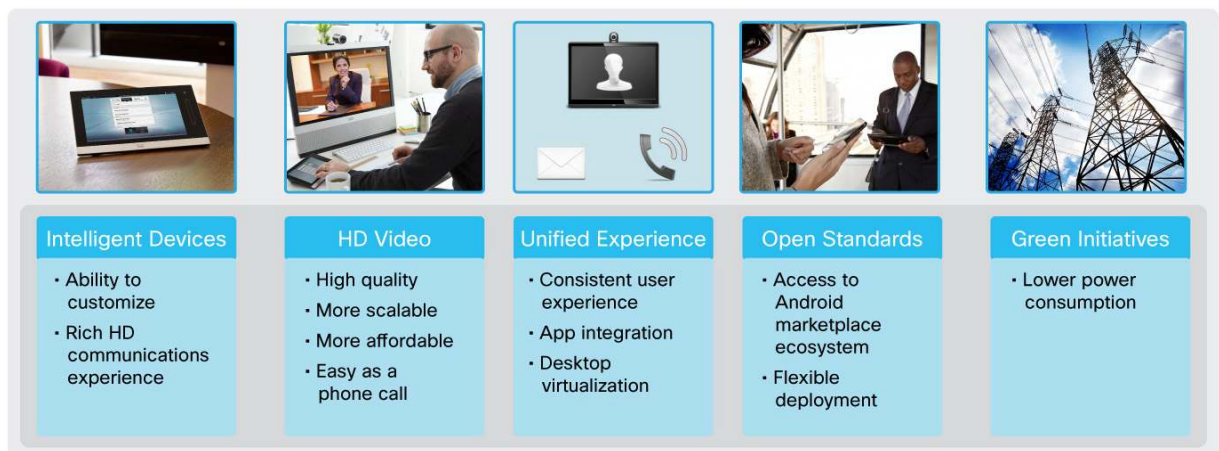 Intelligent Devices
· Ability to
customize
· Rich HD
communications
experience
HD Video
· High quality
· More scalable
· More affordable
· Easy as a
phone call
Unified Experience
· Consistent user
experience
· App integration
· Desktop
virtualization
Open Standards
· Access to
Android
marketplace
ecosystem
· Flexible
deployment
Green Initiatives
· Lower power
consumption